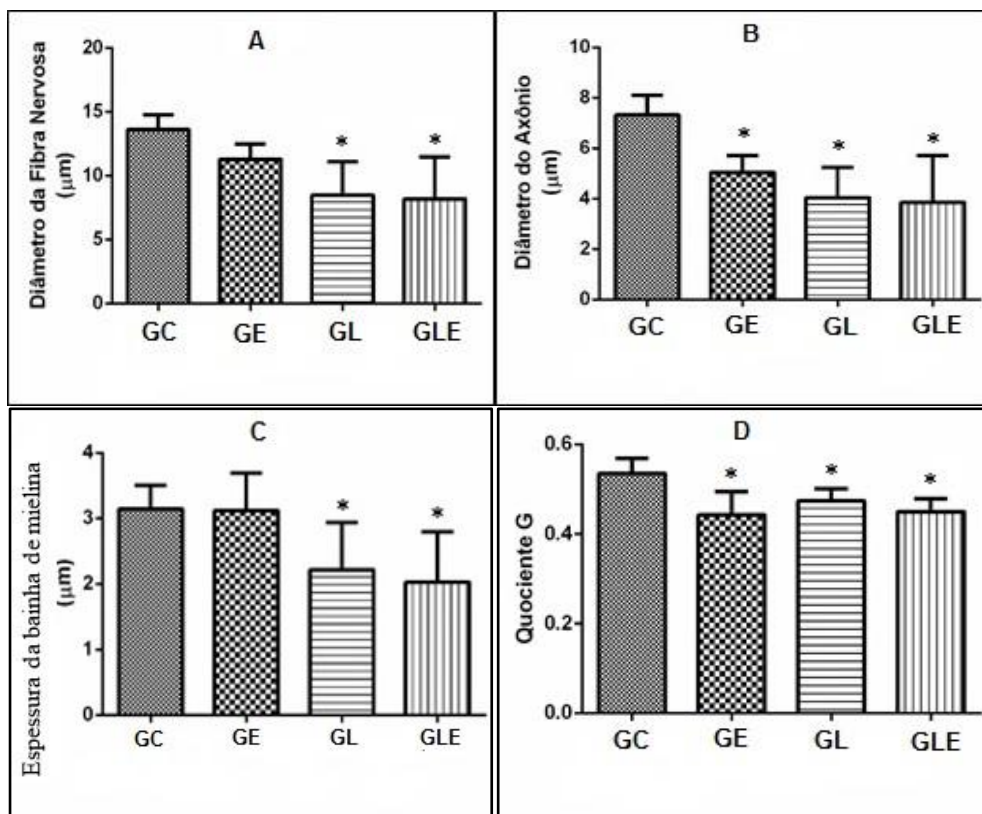 A
Diâmetro da Fibra Nervosa
(µm)
20
15
10
5
0
*
*
GC
GE
GL
GLE
B
Diâmetro do Axônio
(µm)
10
8
6
4
2
0
*
*
*
GC
GE
GL
GLE
C
Espessura da bainha de mielina
(µm)
4
3
2
1
0
*
*
GC
GE
GL
GLE
D
Quociente G
0.6
0.4
0.2
0.0
*
*
*
GC
GE
GL
GLE